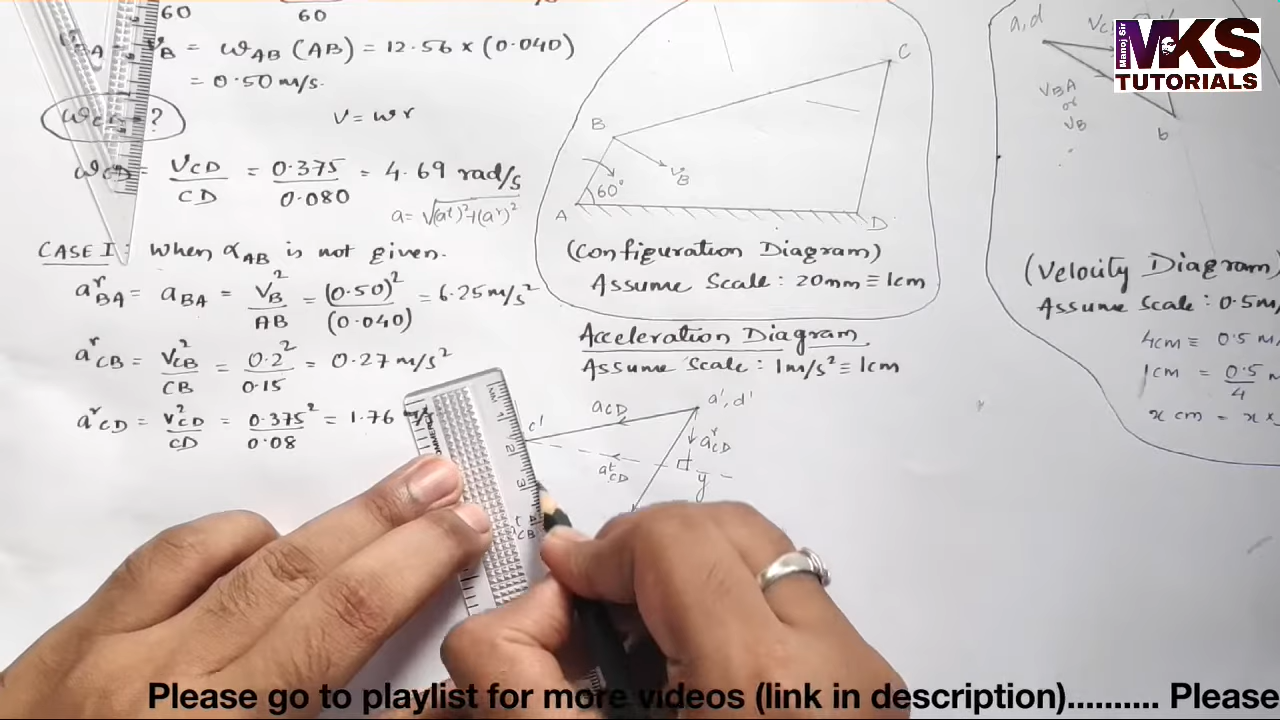 60
60
v_B = ω_AB (AB) = 12.56 × (0.040)
= 0.50 m/s.
v = ω r
ω_CD = V_CD / CD = 0.375 / 0.080 = 4.69 rad/s
a = √(a^t)²+(a^r)²
CASE I: When α_AB is not given.
a^r_BA = a_BA = V_B² / AB = (0.50)² / (0.040) = 6.25 m/s²
a^r_CB = V_CB² / CB = 0.2² / 0.15 = 0.27 m/s²
a^r_CD = V²_CD / CD = 0.375² / 0.08 = 1.76
C
B
60°
V_B
A
D
(Configuration Diagram)
Assume Scale: 20mm ≡ 1cm
Acceleration Diagram
Assume Scale: 1m/s² ≡ 1cm
a', d'
a_CD
c'
a^r_CD
a^t_CD
y
CB
a, d
V_BA
or
V_B
b
(Velocity Diagram)
Assume Scale: 0.5
4cm ≡ 0.5
1cm = 0.5 / 4
x cm = x ×
Manoj Sir
MKS
TUTORIALS
Please go to playlist for more videos (link in description).......... Please